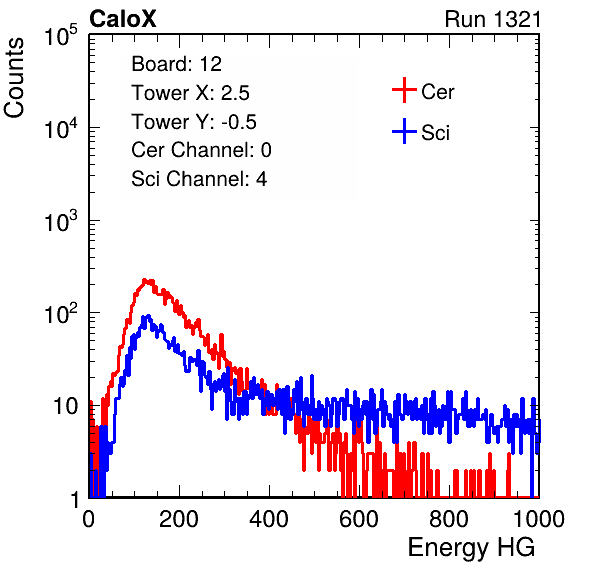 CaloX Run 1321
Counts
10^5
10^4
10^3
10^2
10
1
Board: 12
Tower X: 2.5
Tower Y: -0.5
Cer Channel: 0
Sci Channel: 4
Cer
Sci
0 200 400 600 800 1000
Energy HG